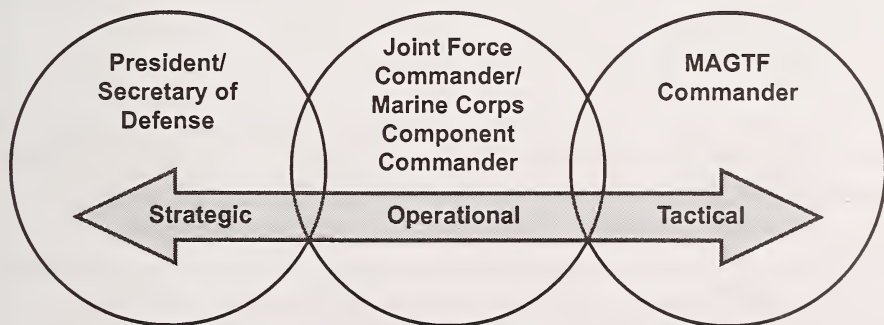 President/
Secretary of
Defense
Joint Force
Commander/
Marine Corps
Component
Commander
MAGTF
Commander
Strategic
Operational
Tactical